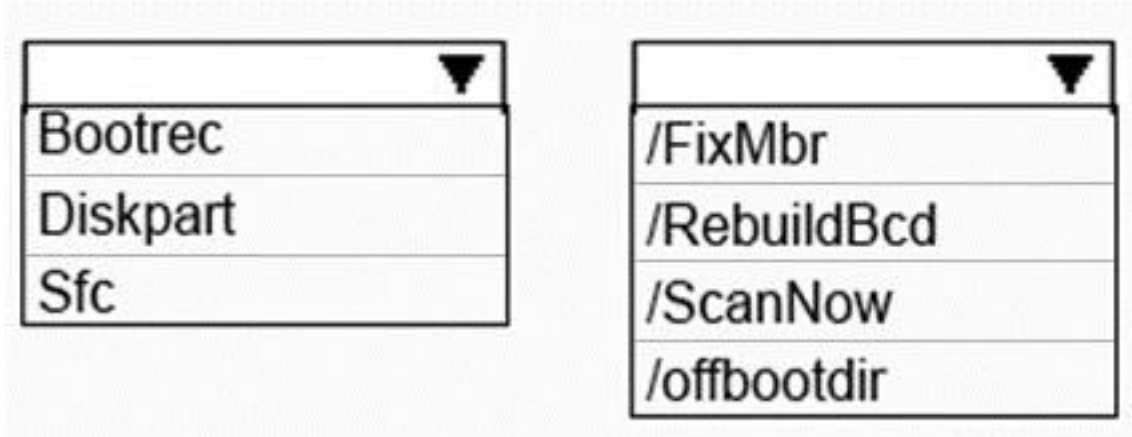 Bootrec
Diskpart
Sfc
/FixMbr
/RebuildBcd
/ScanNow
/offbootdir